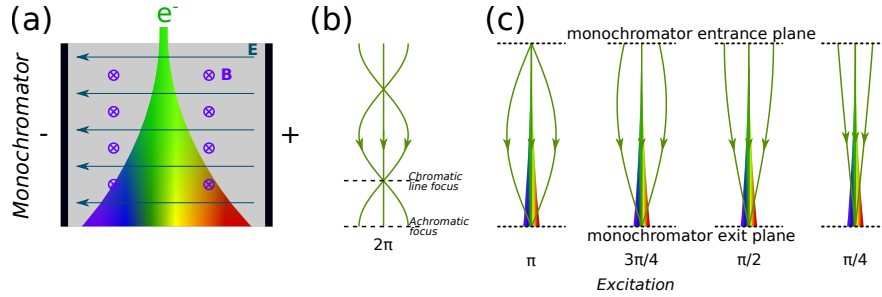 (a)
e-
Monochromator
E
B
-
+
(b)
Chromatic
line focus
Achromatic
focus
2π
(c)
monochromator entrance plane
monochromator exit plane
π
3π/4
π/2
π/4
Excitation